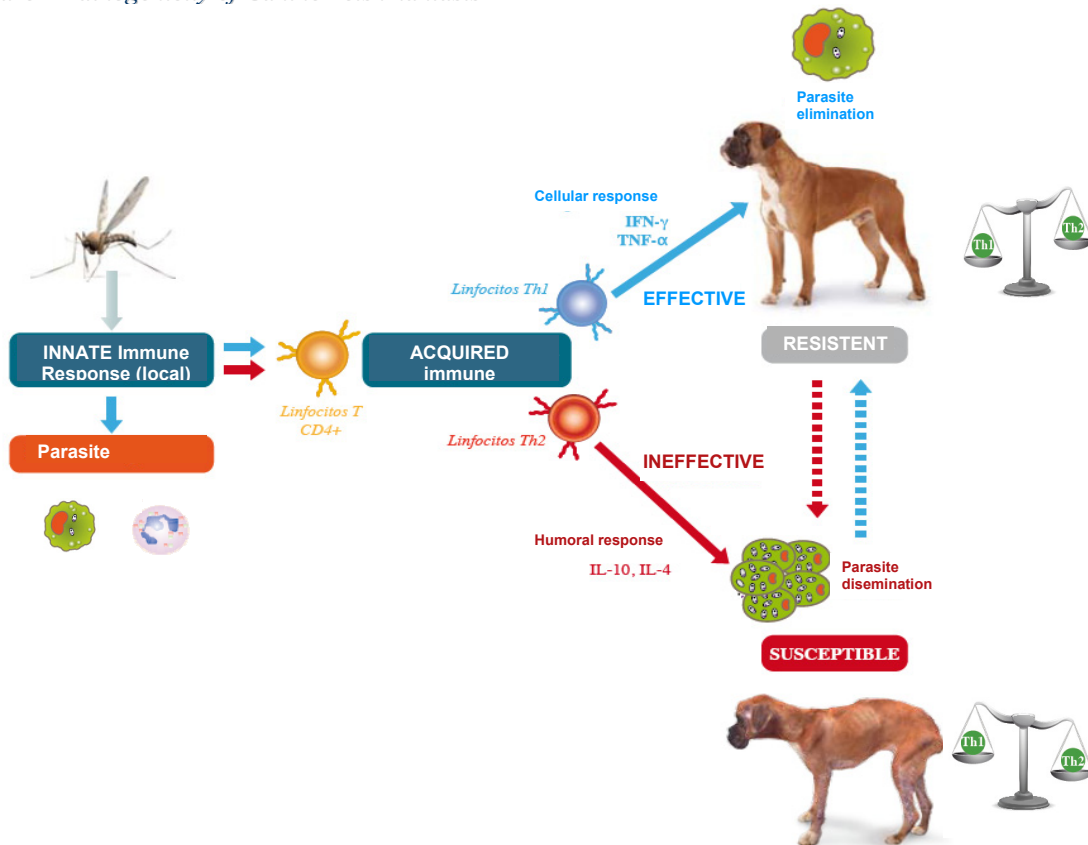 Parasite
elimination
Cellular response
IFN-γ
TNF-α
Th1
Th2
Linfocitos Th1
EFFECTIVE
INNATE Immune
Response (local)
ACQUIRED
immune
RESISTENT
Linfocitos T
CD4+
Linfocitos Th2
Parasite
INEFFECTIVE
Humoral response
IL-10, IL-4
Parasite
disemination
SUSCEPTIBLE
Th1
Th2